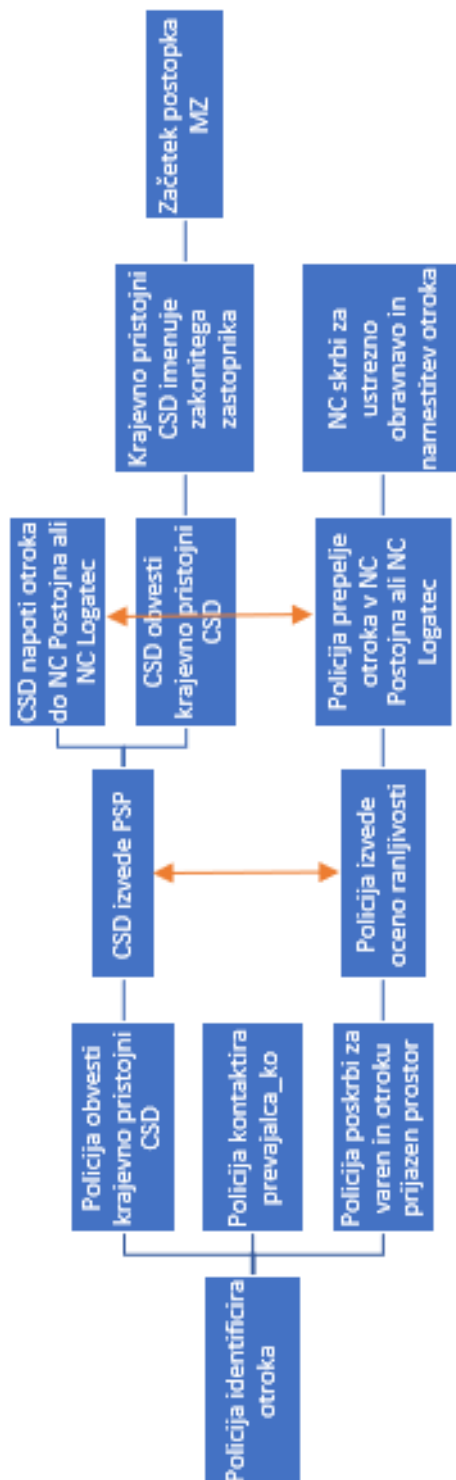 Policija identificira
otroka
Policija obvesti
krajevno pristojni
CSD
Policija kontaktira
prevajalca_ko
Policija poskrbi za
varen in otroku
prijazen prostor
CSD izvede PSP
Policija izvede
oceno ranljivosti
CSD napoti otroka
do NC Postojna ali
NC Logatec
CSD obvesti
krajevno pristojni
CSD
Policija prepelje
otroka v NC
Postojna ali NC
Logatec
Krajevno pristojni
CSD imenuje
zakonitega
zastopnika
NC skrbi za
ustrezno
obravnavo in
namestitev otroka
Začetek postopka
MZ